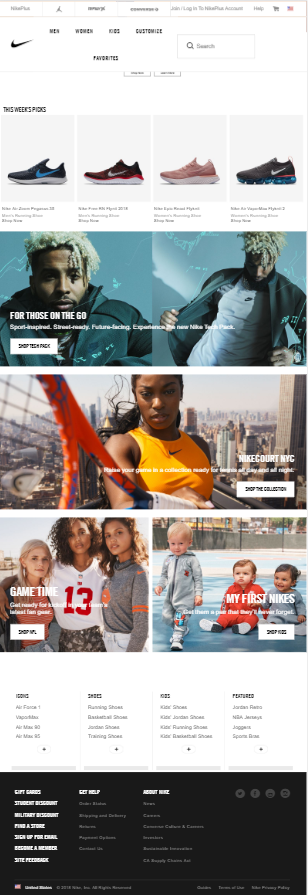 NikePlus
CONVERSE
Join / Log In To NikePlus Account
Help
MEN WOMEN KIDS CUSTOMIZE
FAVORITES
Search
THIS WEEK'S PICKS
Nike Air Zoom Pegasus 35
Men's Running Shoe
Shop Now
Nike Free RN Flyknit 2018
Men's Running Shoe
Shop Now
Nike Epic React Flyknit
Women's Running Shoe
Shop Now
Nike Air VaporMax Flyknit 2
Men's Running Shoe
Shop Now
FOR THOSE ON THE GO
Sport-inspired. Street-ready. Future-facing. Experience the new Nike Tech Pack.
SHOP TECH PACK
NIKECOURT NYC
Raise your game in a collection ready for tennis all day and all night.
SHOP THE COLLECTION
13
GAME TIME
Get ready for kickoff in your team's
latest fan gear.
SHOP NFL
MY FIRST NIKES
Get them a pair that they'll never forget.
SHOP KIDS
ICONS
Air Force 1
VaporMax
Air Max 90
Air Max 95
+
SHOES
Running Shoes
Basketball Shoes
Jordan Shoes
Training Shoes
+
KIDS
Kids' Shoes
Kids' Jordan Shoes
Kids' Running Shoes
Kids' Basketball Shoes
+
FEATURED
Jordan Retro
NBA Jerseys
Joggers
Sports Bras
+
GIFT CARDS
STUDENT DISCOUNT
MILITARY DISCOUNT
FIND A STORE
SIGN UP FOR EMAIL
BECOME A MEMBER
SITE FEEDBACK
GET HELP
Order Status
Shipping and Delivery
Returns
Payment Options
Contact Us
ABOUT NIKE
News
Careers
Converse Culture & Careers
Investors
Sustainable Innovation
CA Supply Chains Act
United States
© 2018 Nike, Inc. All Rights Reserved
Guides
Terms of Use
Nike Privacy Policy